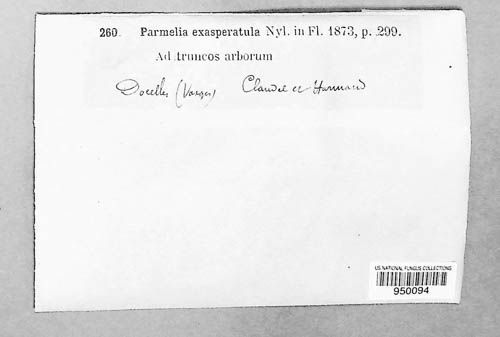 260. Parmelia exasperatula Nyl. in Fl. 1873, p. 299.
Ad truncos arborum
Docelles (Vosges) Claudel et Harmand
US NATIONAL FUNGUS COLLECTIONS
950094